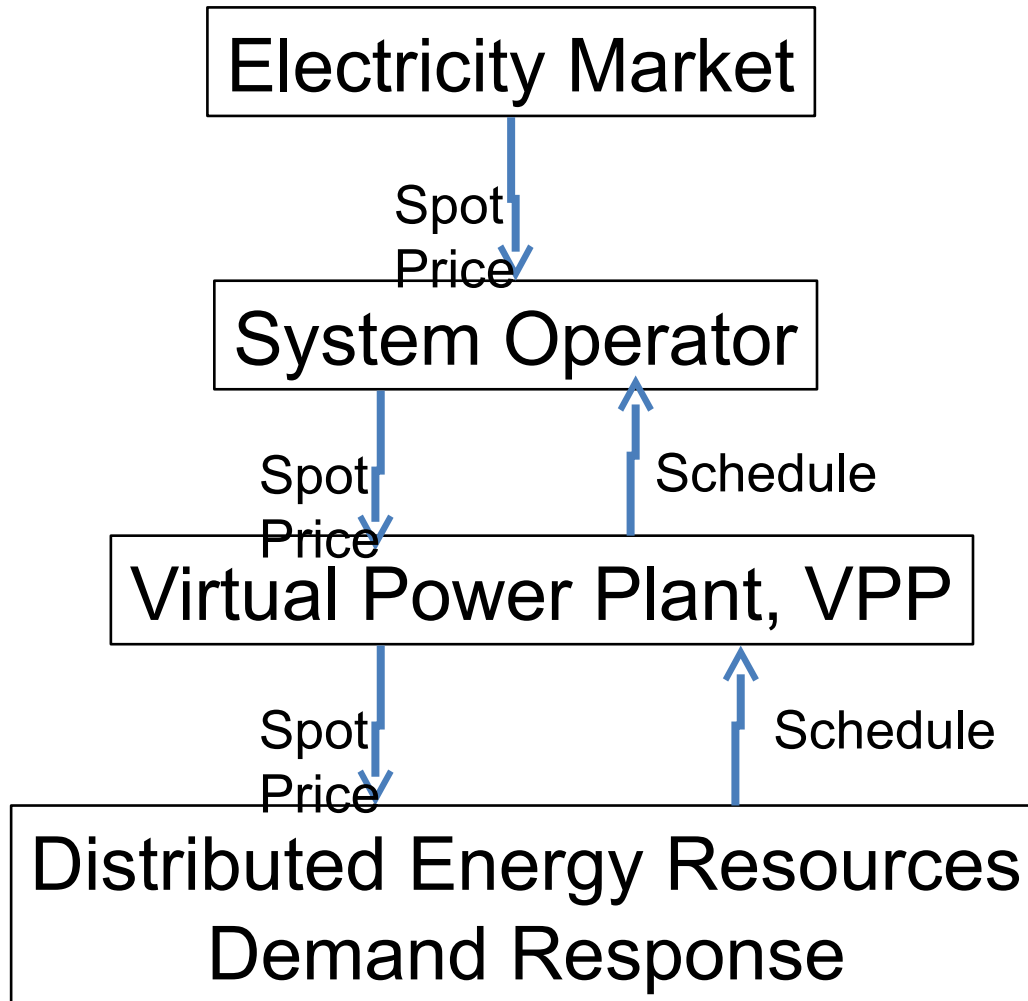 Electricity Market
Spot
Price
System Operator
Spot
Price
Schedule
Virtual Power Plant, VPP
Spot
Price
Schedule
Distributed Energy Resources
Demand Response